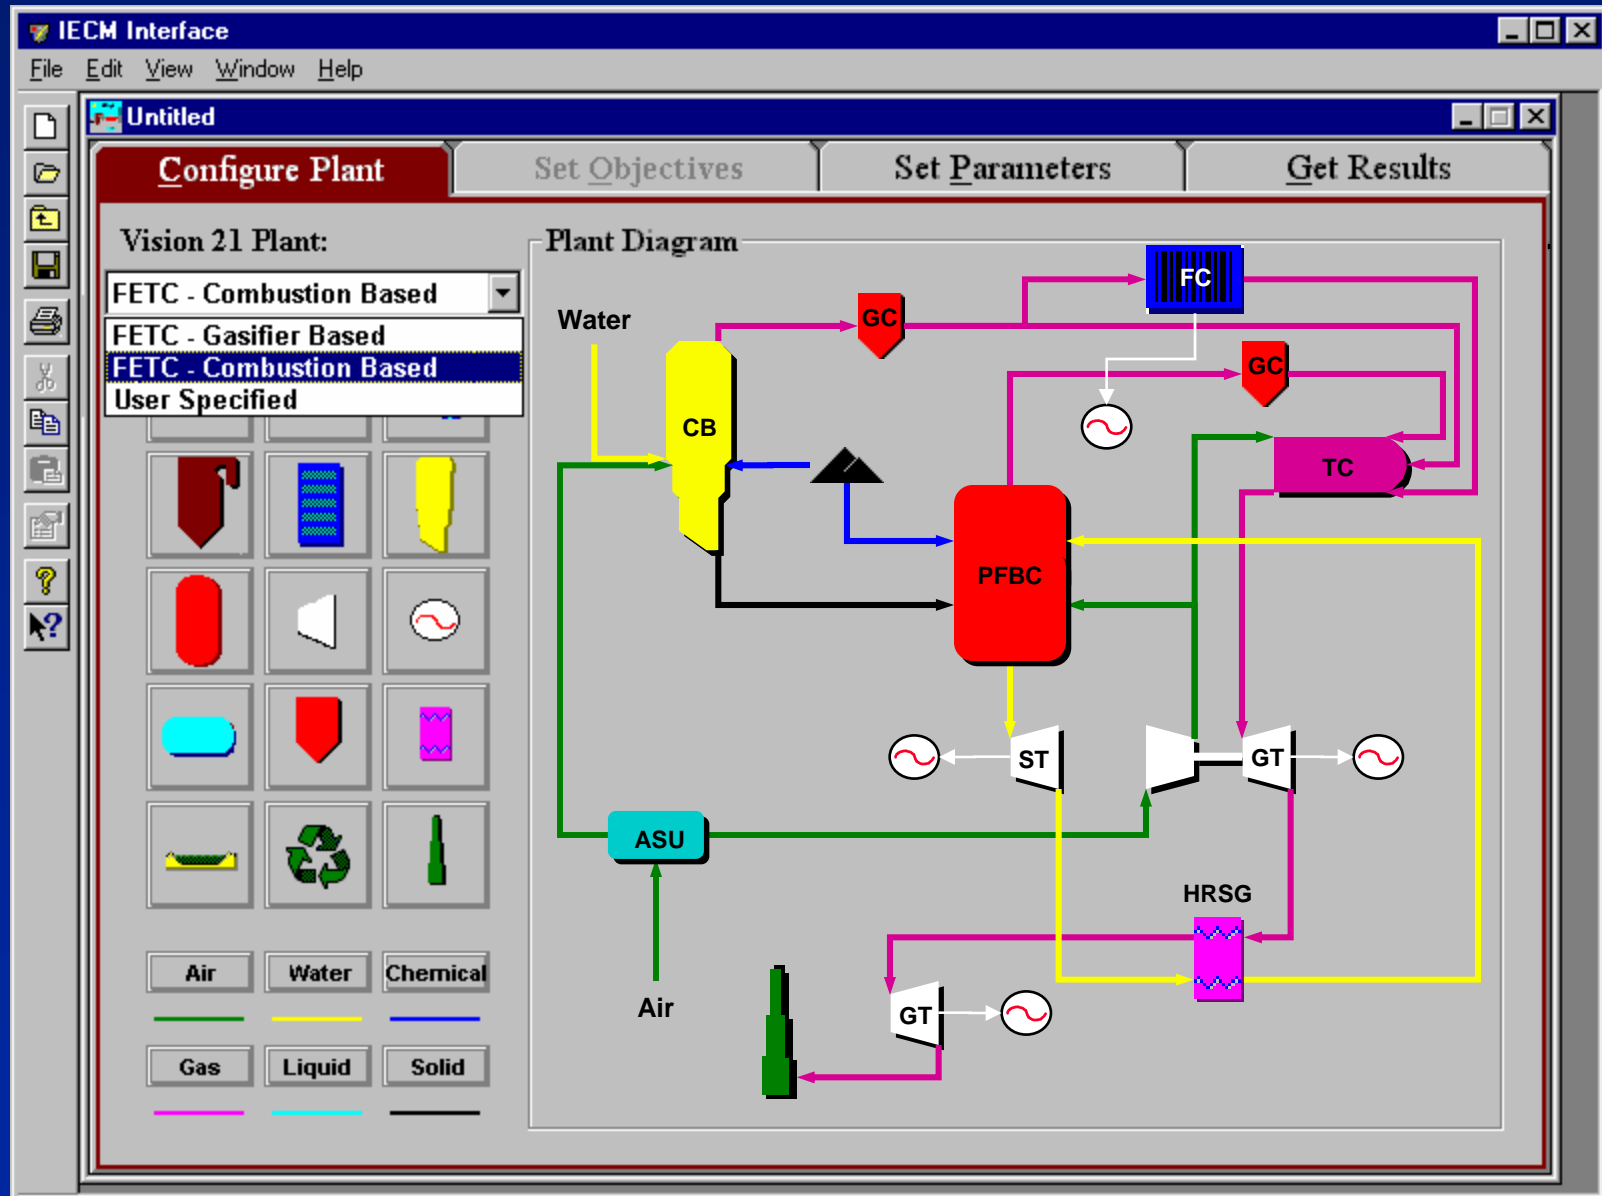 IECM Interface
File Edit View Window Help
Untitled
Configure Plant Set Objectives Set Parameters Get Results
Vision 21 Plant:
FETC - Combustion Based
FETC - Gasifier Based
FETC - Combustion Based
User Specified
Plant Diagram
FC
Water
GC
GC
CB
TC
PFBC
ST
GT
ASU
HRSG
Air
GT
Air Water Chemical
Gas Liquid Solid